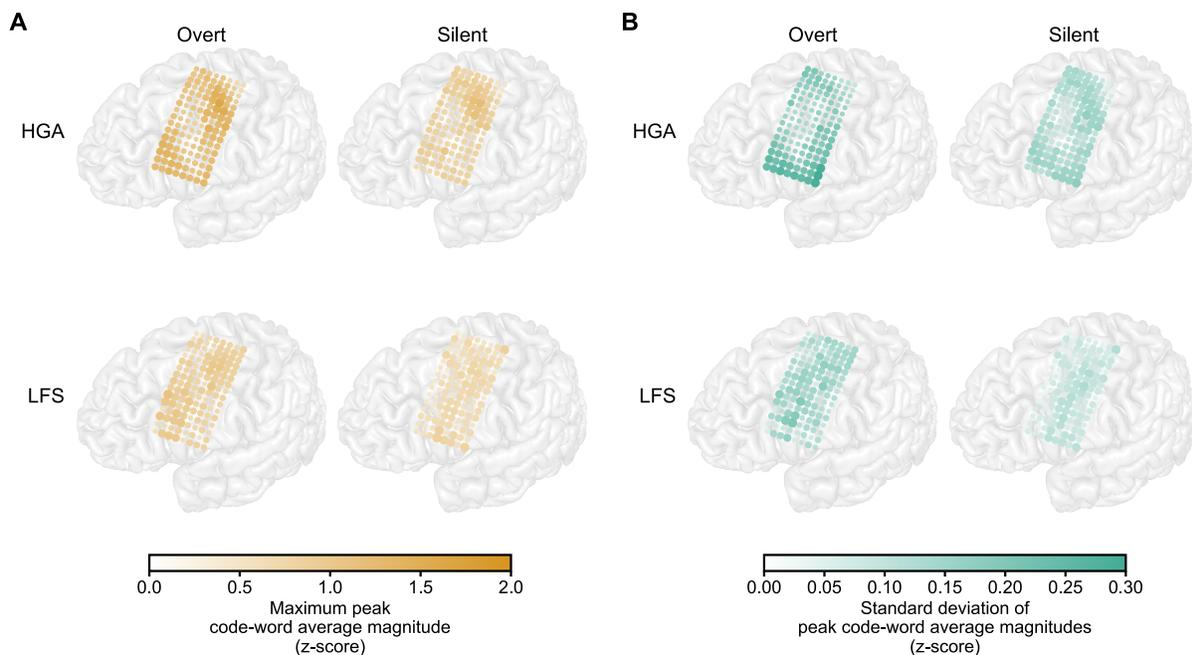 A
B
Overt
Silent
Overt
Silent
HGA
HGA
LFS
LFS
0.0 0.5 1.0 1.5 2.0
Maximum peak
code-word average magnitude
(z-score)
0.00 0.05 0.10 0.15 0.20 0.25 0.30
Standard deviation of
peak code-word average magnitudes
(z-score)